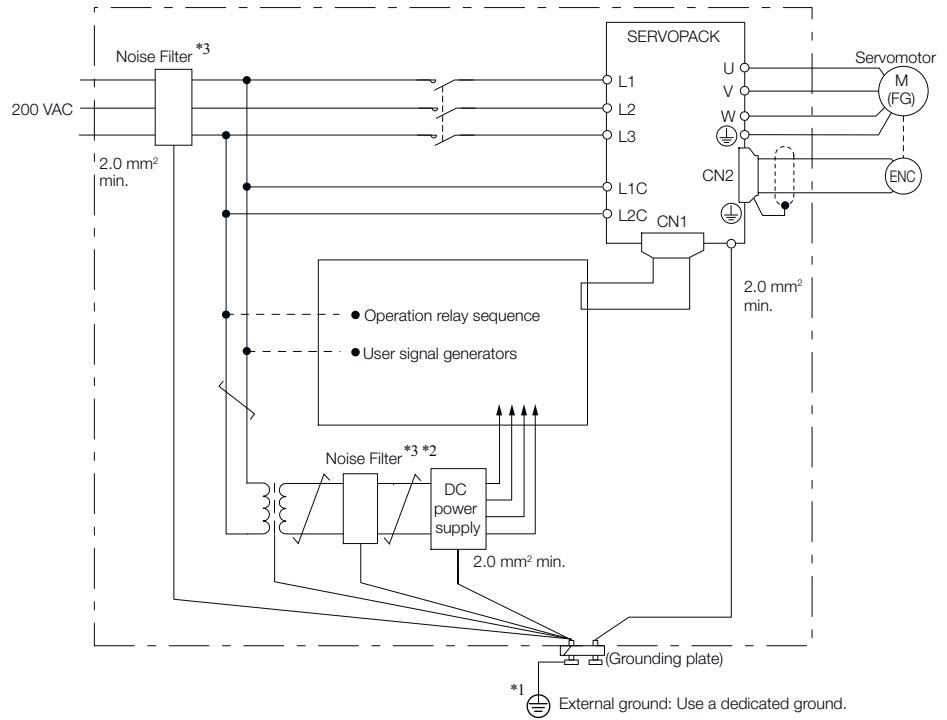 SERVOPACK
Noise Filter *3
Servomotor
200 VAC
2.0 mm²
min.
L1
L2
L3
L1C
L2C
U
V
W
M
(FG)
CN2
ENC
CN1
2.0 mm²
min.
Operation relay sequence
User signal generators
Noise Filter *3 *2
DC
power
supply
2.0 mm² min.
(Grounding plate)
*1
External ground: Use a dedicated ground.